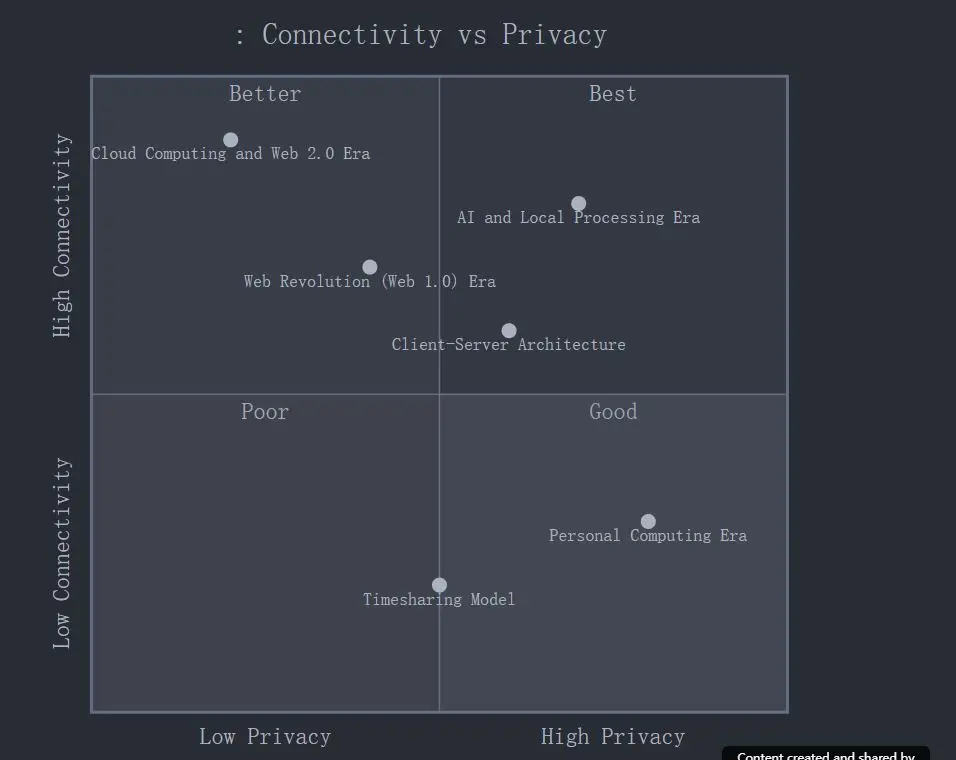 : Connectivity vs Privacy
Better
Best
Cloud Computing and Web 2.0 Era
AI and Local Processing Era
Web Revolution (Web 1.0) Era
Client-Server Architecture
High Connectivity
Poor
Good
Personal Computing Era
Timesharing Model
Low Connectivity
Low Privacy
High Privacy
Content created and shared by